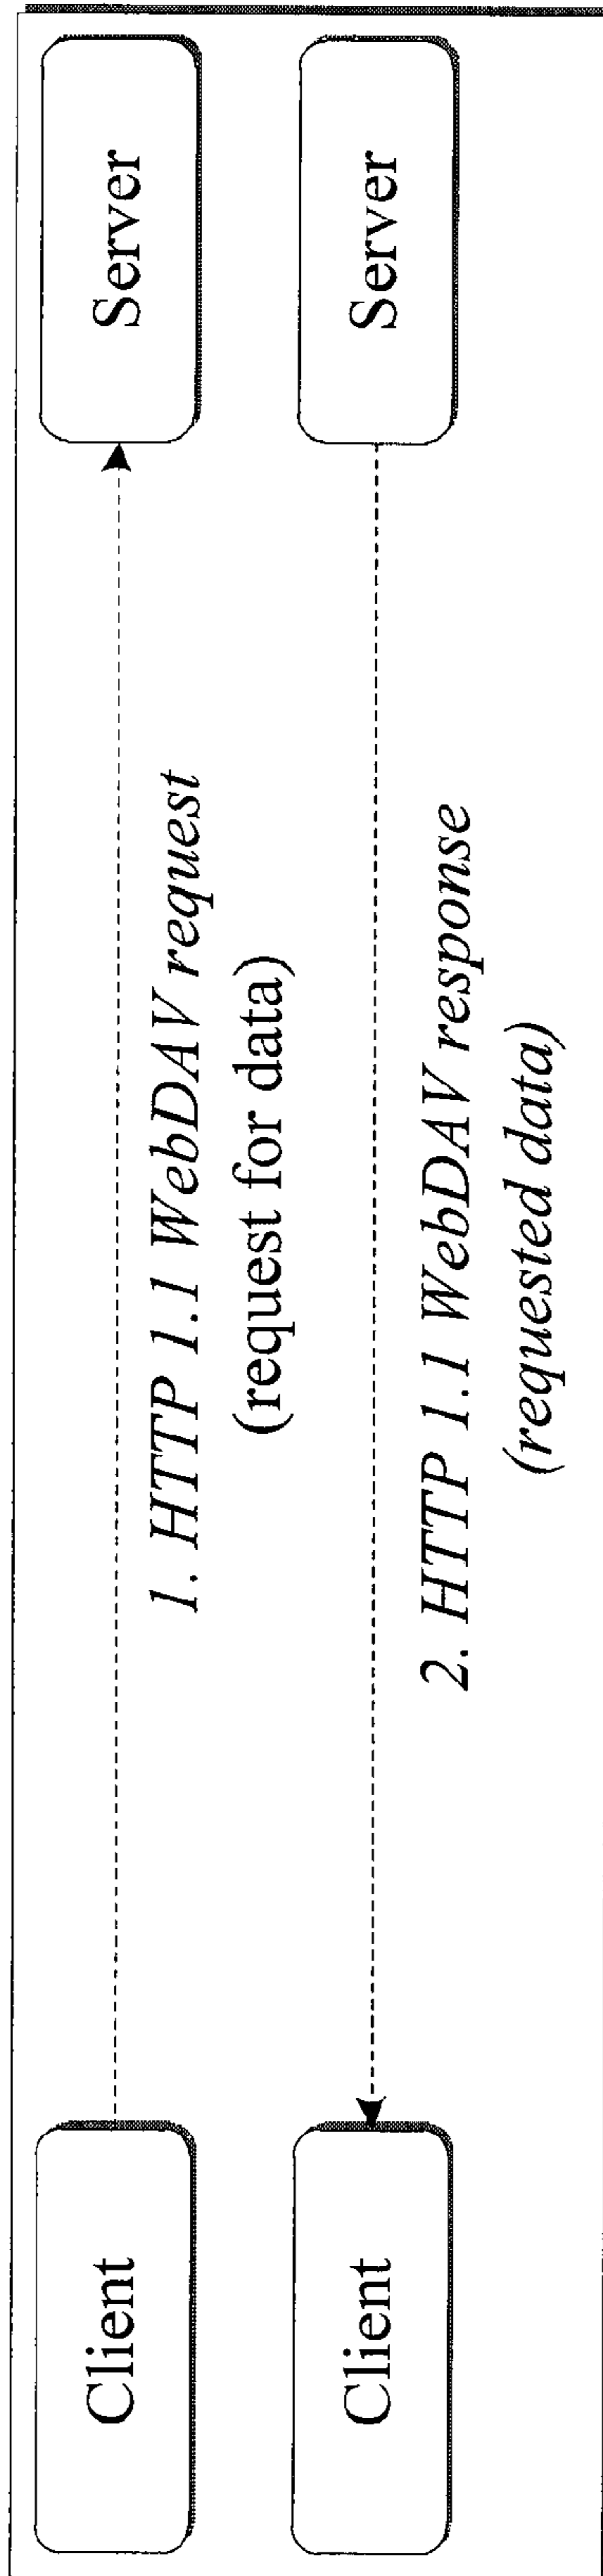 Client
Server
1. HTTP 1.1 WebDAV request
(request for data)
Client
Server
2. HTTP 1.1 WebDAV response
(requested data)